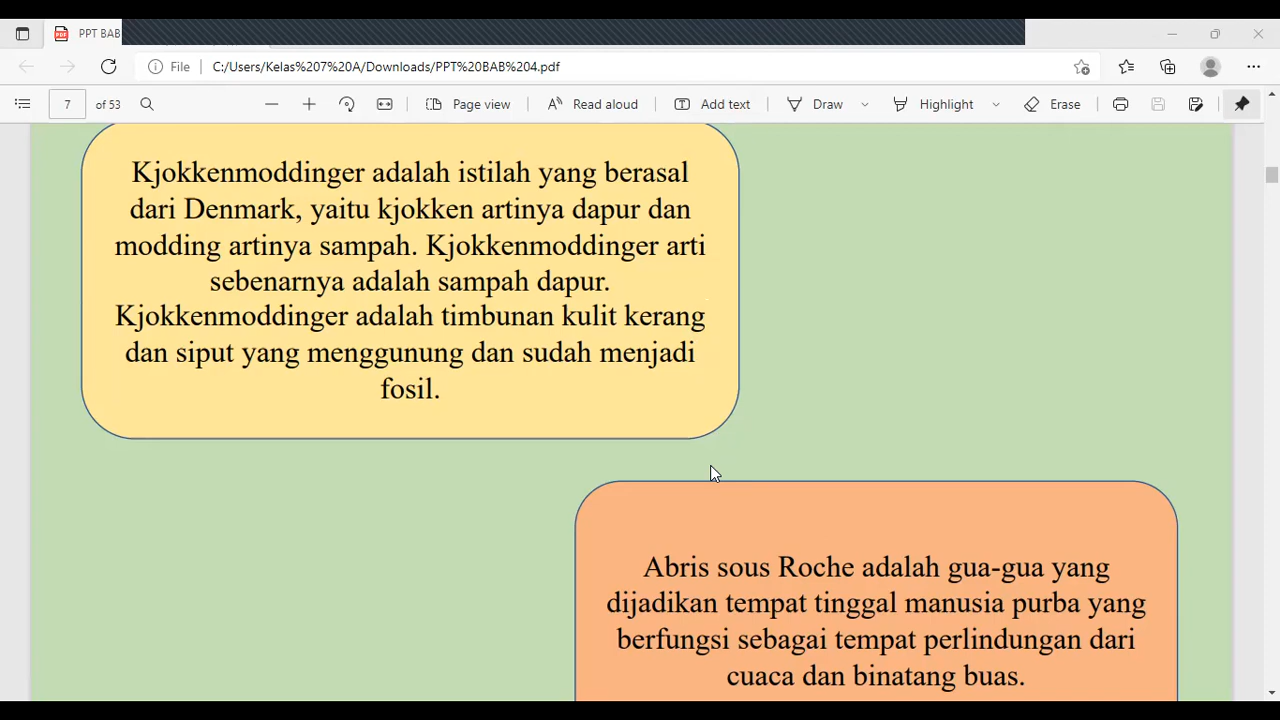 PPT BAB
File
C:/Users/Kelas%207%20A/Downloads/PPT%20BAB%204.pdf
7 of 53
Page view
Read aloud
Add text
Draw
Highlight
Erase
Kjokkenmoddinger adalah istilah yang berasal
dari Denmark, yaitu kjokken artinya dapur dan
modding artinya sampah. Kjokkenmoddinger arti
sebenarnya adalah sampah dapur.
Kjokkenmoddinger adalah timbunan kulit kerang
dan siput yang menggunung dan sudah menjadi
fosil.
Abris sous Roche adalah gua-gua yang
dijadikan tempat tinggal manusia purba yang
berfungsi sebagai tempat perlindungan dari
cuaca dan binatang buas.